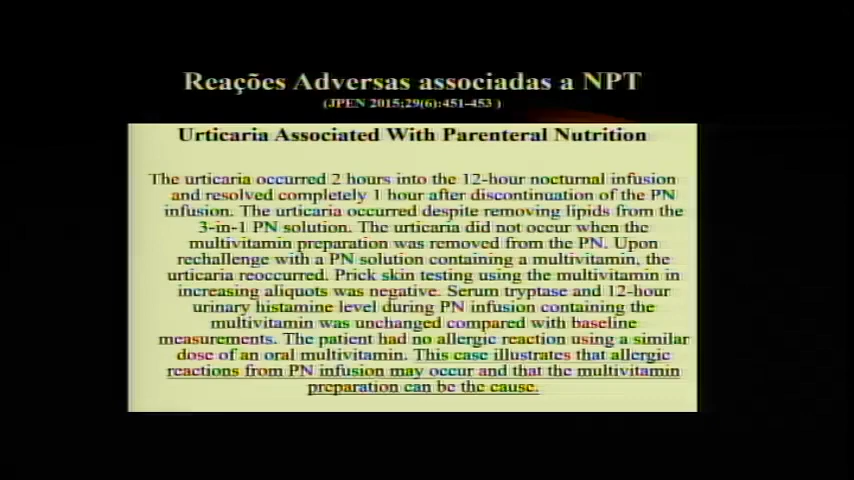 Reações Adversas associadas a NPT
(JPEN 2015;29(6):451-453 )
Urticaria Associated With Parenteral Nutrition
The urticaria occurred 2 hours into the 12-hour nocturnal infusion
and resolved completely 1 hour after discontinuation of the PN
infusion. The urticaria occurred despite removing lipids from the
3-in-1 PN solution. The urticaria did not occur when the
multivitamin preparation was removed from the PN. Upon
rechallenge with a PN solution containing a multivitamin, the
urticaria reoccurred. Prick skin testing using the multivitamin in
increasing aliquots was negative. Serum tryptase and 12-hour
urinary histamine level during PN infusion containing the
multivitamin was unchanged compared with baseline
measurements. The patient had no allergic reaction using a similar
dose of an oral multivitamin. This case illustrates that allergic
reactions from PN infusion may occur and that the multivitamin
preparation can be the cause.